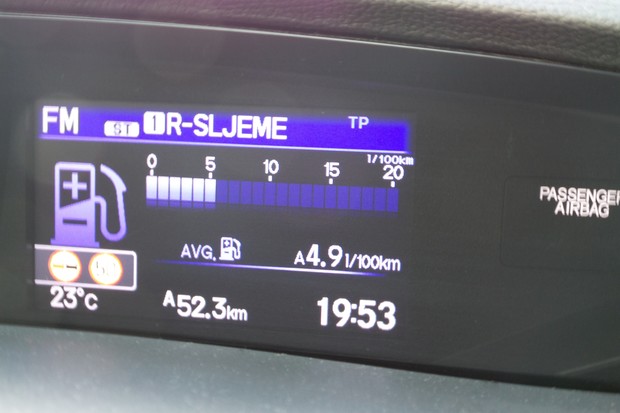 FM ST 1 R-SLJEME TP
l/100km
0 5 10 15 20
AVG. A4.9 l/100km
23°C A52.3km 19:53
PASSENGER
AIRBAG